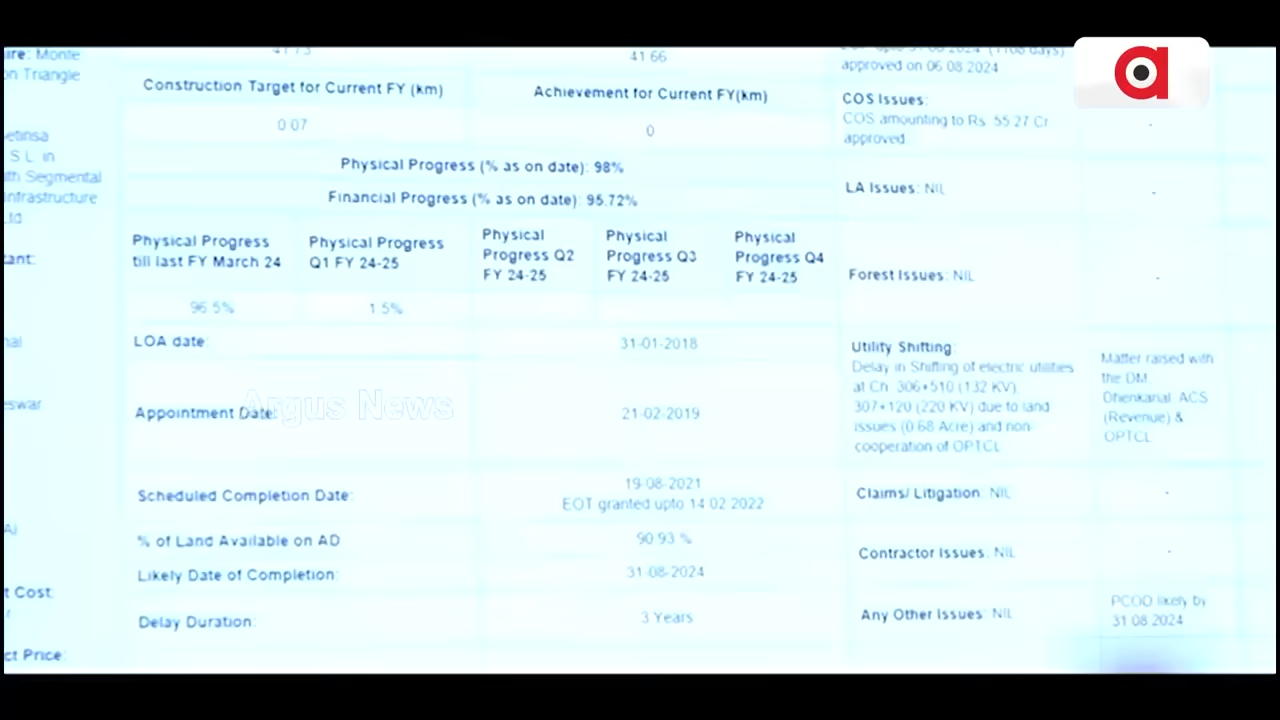 ire: Monte
on Triangle
etinsa
S L in
th Segmental
nfrastructure
Ltd
tant:
nal
eswar
AI
t Cost
ct Price:
41 73
41 66
Construction Target for Current FY (km)
Achievement for Current FY(km)
0 07
0
Physical Progress (% as on date): 98%
Financial Progress (% as on date): 95.72%
Physical Progress
till last FY March 24
Physical Progress
Q1 FY 24-25
Physical
Progress Q2
FY 24-25
Physical
Progress Q3
FY 24-25
Physical
Progress Q4
FY 24-25
96 5%
1 5%
LOA date:
31-01-2018
Appointment Date:
21-02-2019
Scheduled Completion Date:
19-08-2021
EOT granted upto 14 02 2022
% of Land Available on AD
90 93 %
Likely Date of Completion:
31-08-2024
Delay Duration:
3 Years
approved on 06 08 2024
COS Issues:
COS amounting to Rs. 55 27 Cr
approved
LA Issues: NIL
Forest Issues: NIL
Utility Shifting:
Delay in Shifting of electric utilities
at Ch. 306+510 (132 KV)
307+120 (220 KV) due to land
issues (0.68 Acre) and non-
cooperation of OPTCL
Claims/ Litigation: NIL
Contractor Issues: NIL
Any Other Issues: NIL
Matter raised with
the DM,
Dhenkanal, ACS
(Revenue) &
OPTCL
PCOD likely by
31 08 2024
Argus News
a